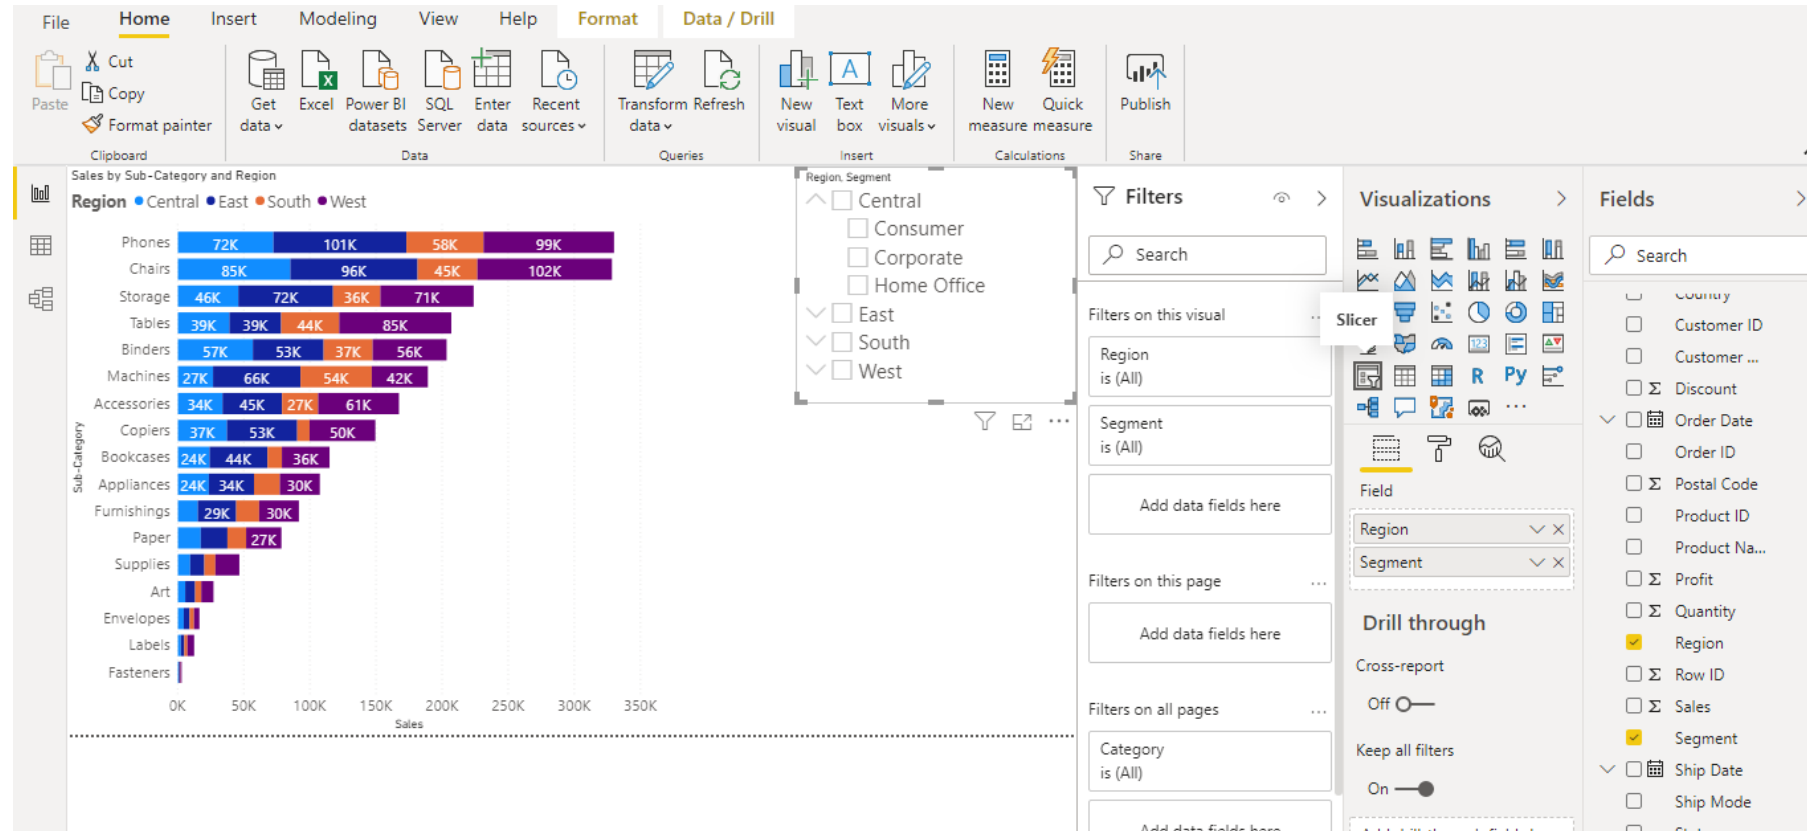 File Home Insert Modeling View Help Format Data / Drill
Paste
Cut
Copy
Format painter
Clipboard
Get data
Excel
Power BI datasets
SQL Server
Enter data
Recent sources
Data
Transform data
Refresh
Queries
New visual
Text box
More visuals
Insert
New measure
Quick measure
Calculations
Publish
Share
Sales by Sub-Category and Region
Region Central East South West
Sub-Category
Phones 72K 101K 58K 99K
Chairs 85K 96K 45K 102K
Storage 46K 72K 36K 71K
Tables 39K 39K 44K 85K
Binders 57K 53K 37K 56K
Machines 27K 66K 54K 42K
Accessories 34K 45K 27K 61K
Copiers 37K 53K 50K
Bookcases 24K 44K 36K
Appliances 24K 34K 30K
Furnishings 29K 30K
Paper 27K
Supplies
Art
Envelopes
Labels
Fasteners
0K 50K 100K 150K 200K 250K 300K 350K
Sales
Region, Segment
Central
Consumer
Corporate
Home Office
East
South
West
Filters
Search
Filters on this visual ...
Region
is (All)
Segment
is (All)
Add data fields here
Filters on this page ...
Add data fields here
Filters on all pages ...
Category
is (All)
Add data fields here
Visualizations
Slicer
123
R Py
...
Field
Region
Segment
Drill through
Cross-report
Off
Keep all filters
On
Fields
Search
Country
Customer ID
Customer ...
Σ Discount
Order Date
Order ID
Σ Postal Code
Product ID
Product Na...
Σ Profit
Σ Quantity
Region
Σ Row ID
Σ Sales
Segment
Ship Date
Ship Mode